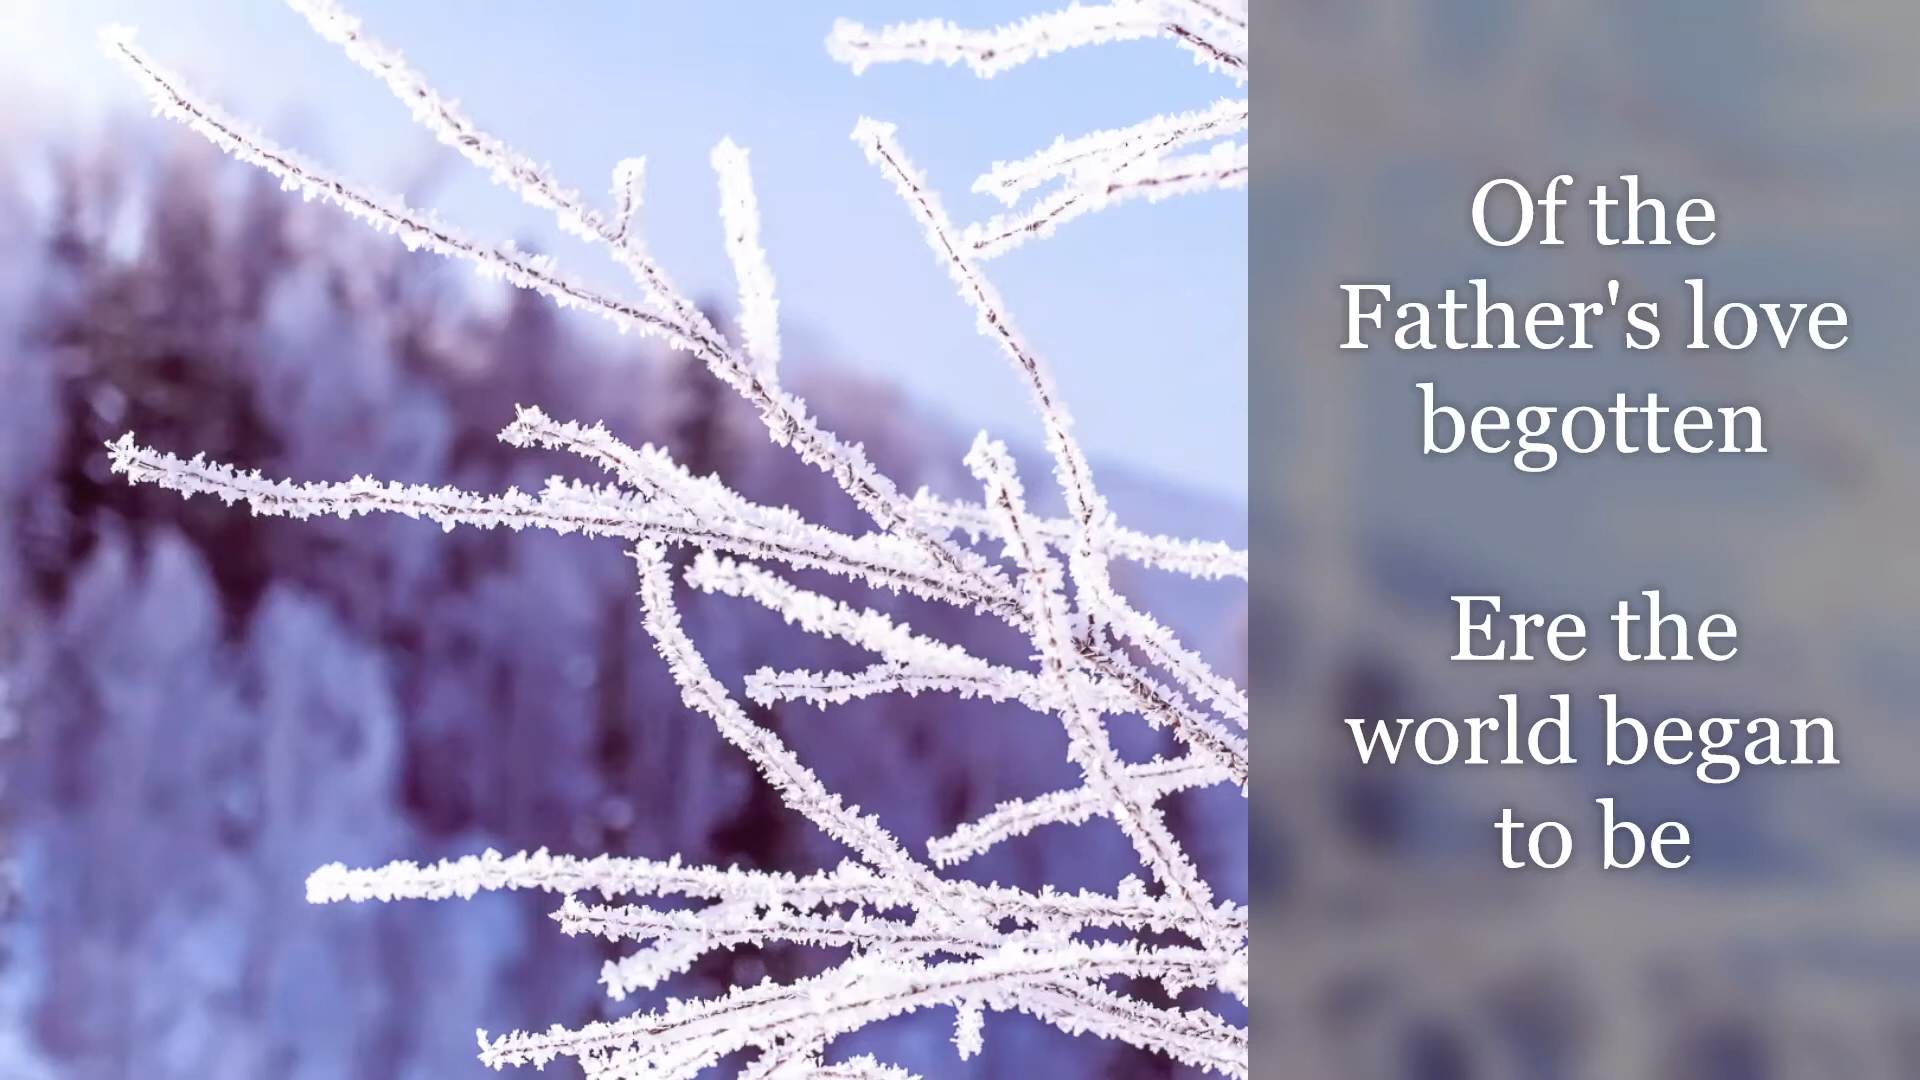 Of the
Father's love
begotten
Ere the
world began
to be